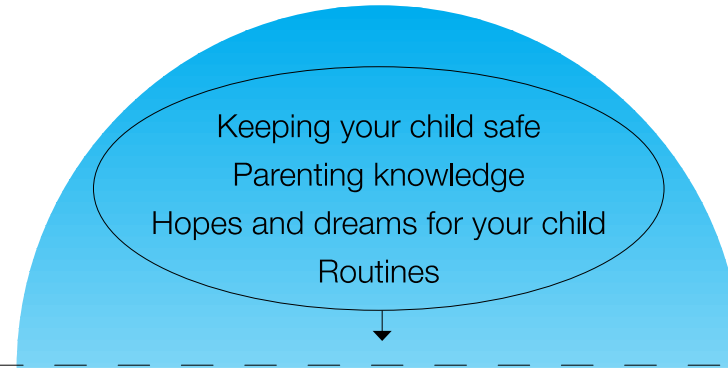 Keeping your child safe
Parenting knowledge
Hopes and dreams for your child
Routines